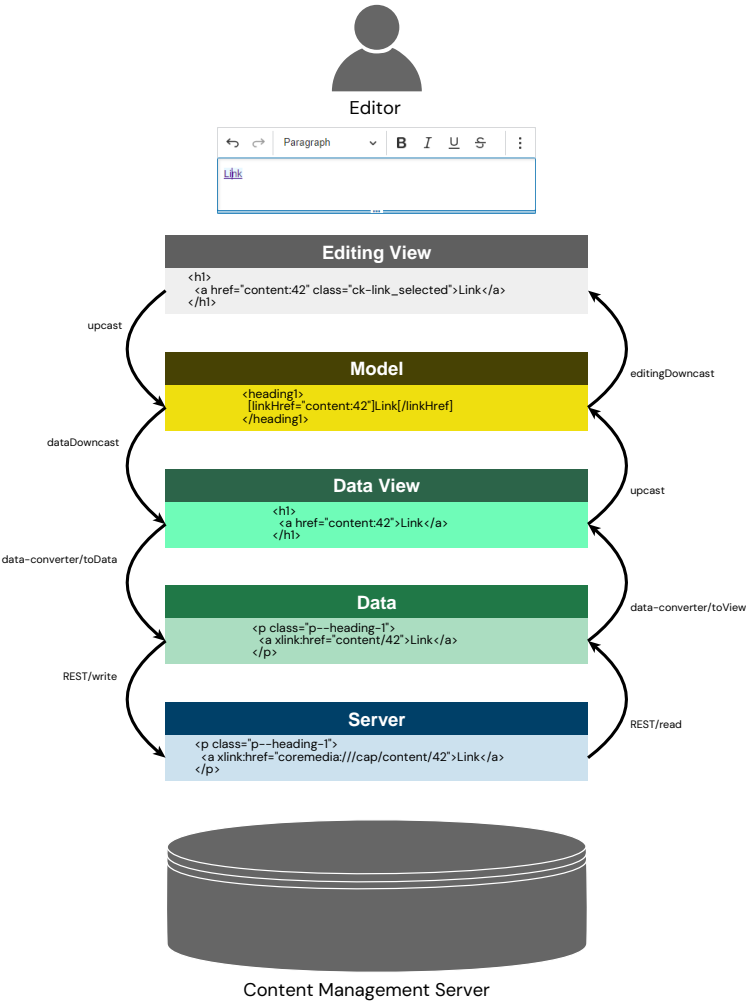 Editor
Paragraph
B I U S
Link
Editing View
<h1>
<a href="content:42" class="ck-link_selected">Link</a>
</h1>
upcast
Model
editingDowncast
<heading1>
[linkHref="content:42"]Link[/linkHref]
</heading1>
dataDowncast
Data View
upcast
<h1>
<a href="content:42">Link</a>
</h1>
data-converter/toData
Data
data-converter/toView
<p class="p--heading-1">
<a xlink:href="content/42">Link</a>
</p>
REST/write
Server
REST/read
<p class="p--heading-1">
<a xlink:href="coremedia:///cap/content/42">Link</a>
</p>
Content Management Server